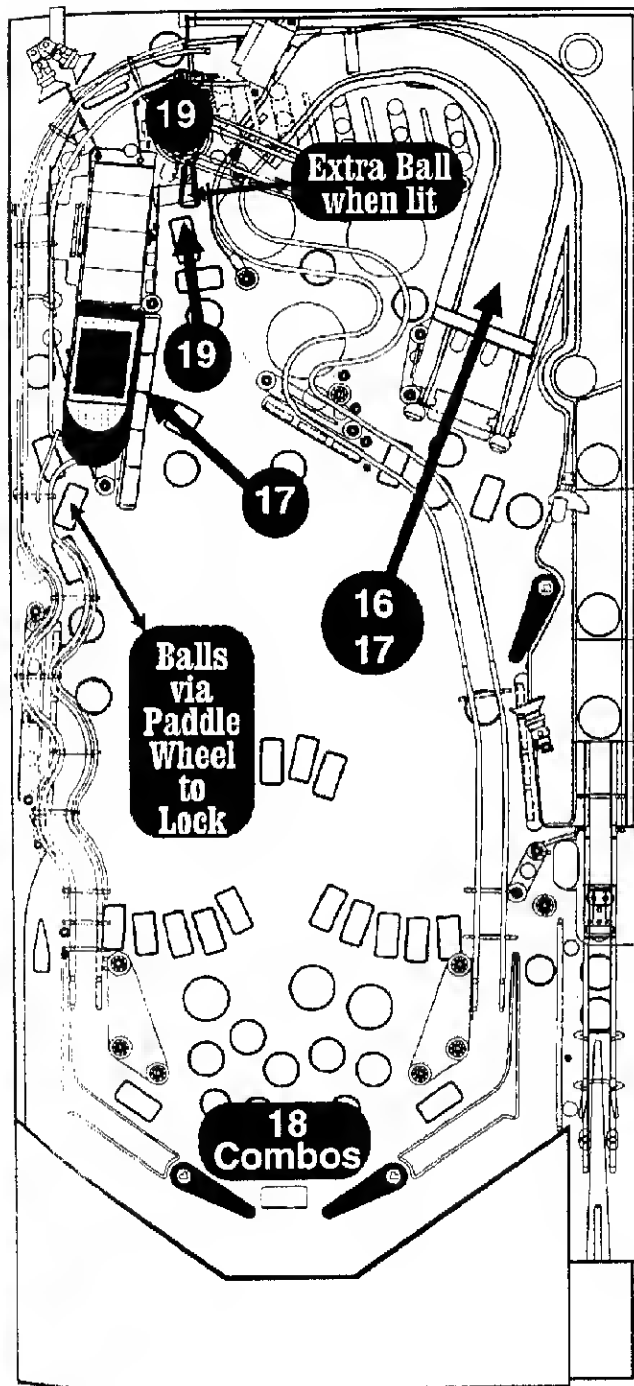 19
Extra Ball
when lit
19
17
16
17
Balls
via
Paddle
Wheel
to
Lock
18
Combos